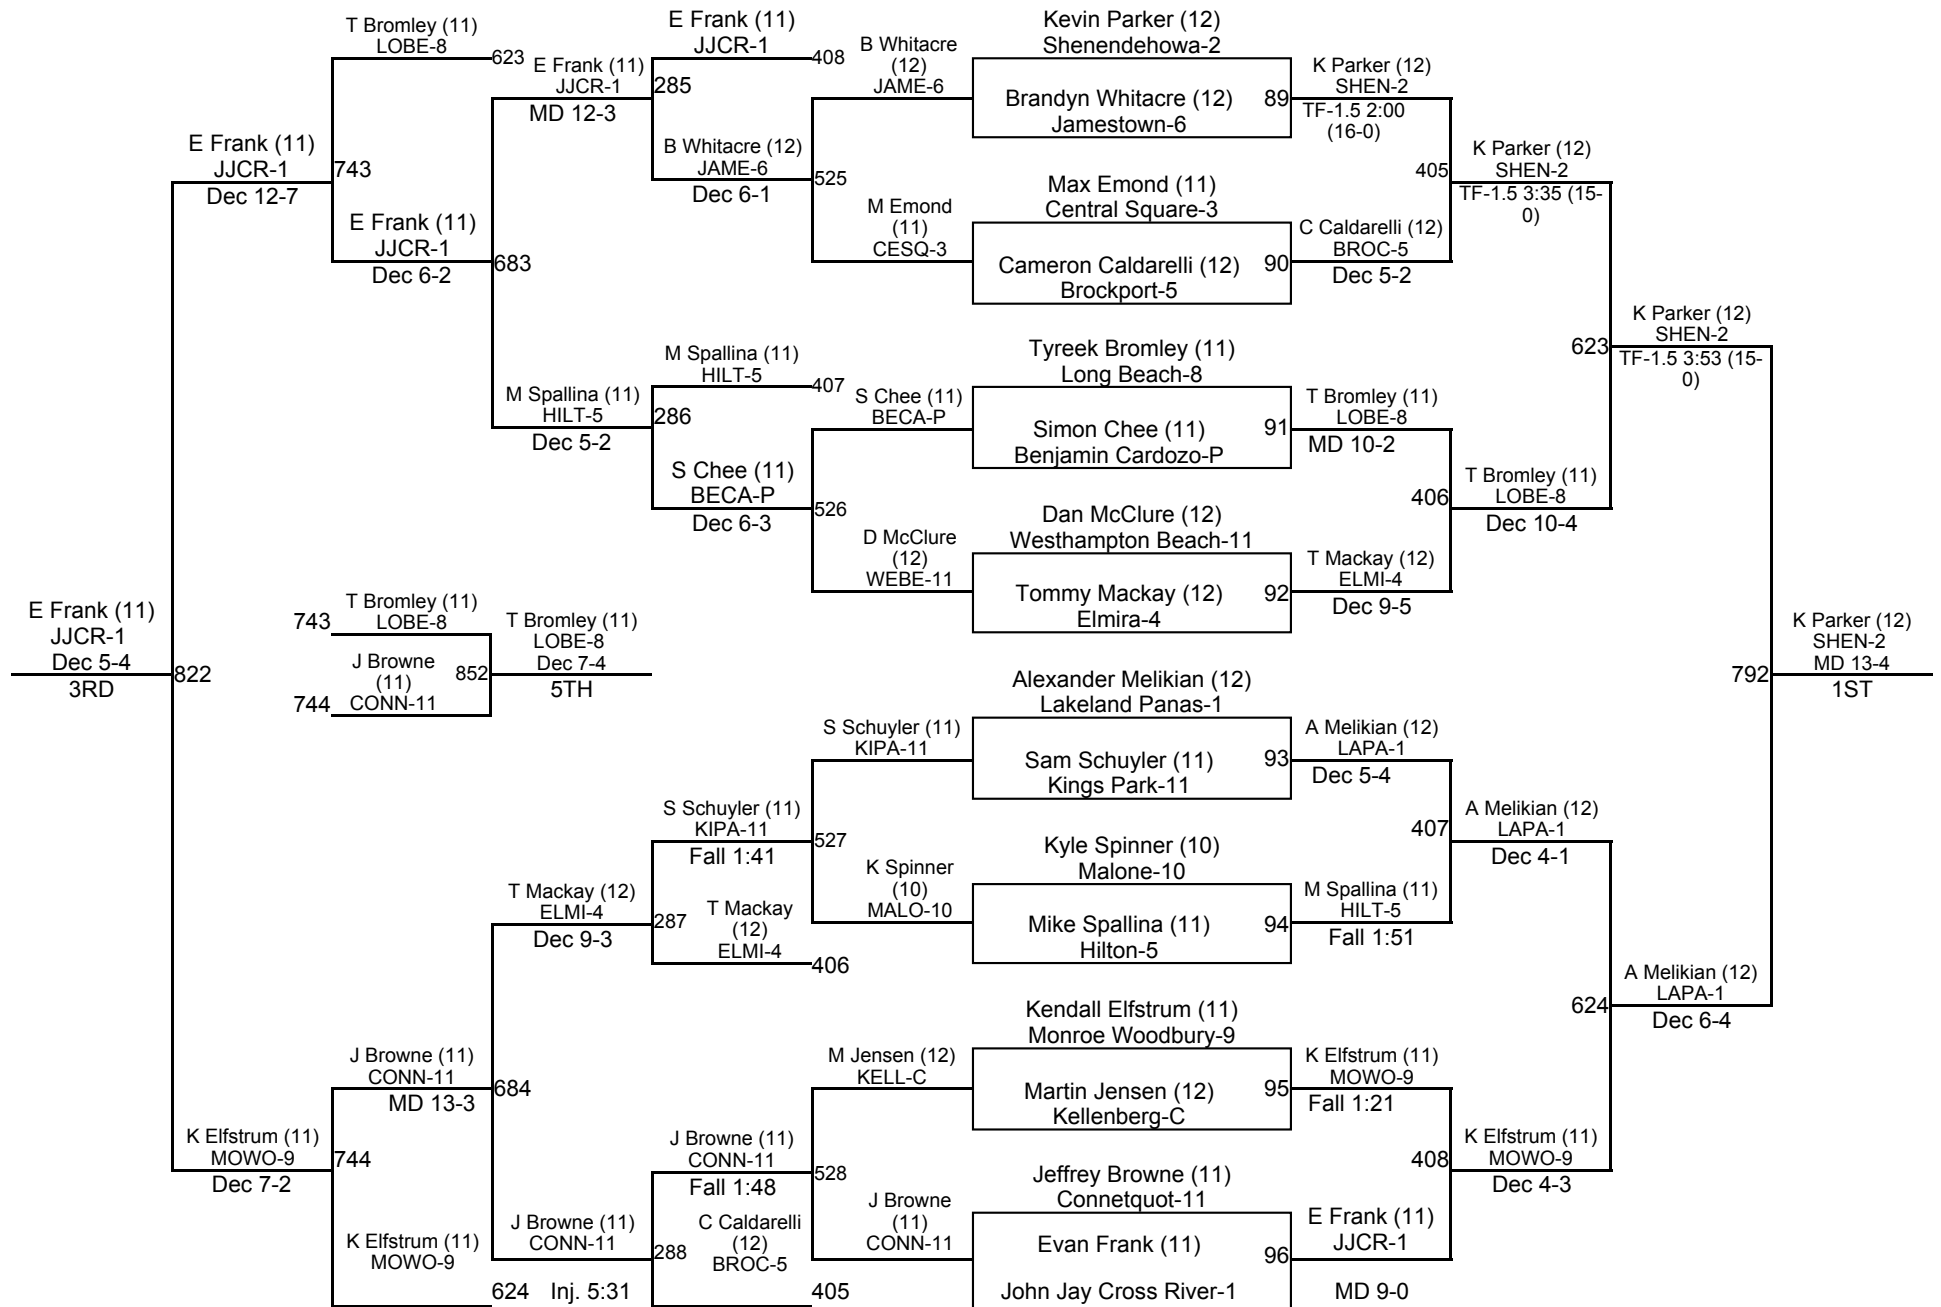 T Bromley (11)
LOBE-8
623
E Frank (11)
JJCR-1
MD 12-3
285
E Frank (11)
JJCR-1
408
B Whitacre
(12)
JAME-6
Kevin Parker (12)
Shenendehowa-2
Brandyn Whitacre (12)
89
Jamestown-6
K Parker (12)
SHEN-2
TF-1.5 2:00
(16-0)
E Frank (11)
JJCR-1
Dec 12-7
743
B Whitacre (12)
JAME-6
Dec 6-1
525
405
K Parker (12)
SHEN-2
TF-1.5 3:35 (15-
0)
E Frank (11)
JJCR-1
Dec 6-2
683
M Emond
(11)
CESQ-3
Max Emond (11)
Central Square-3
Cameron Caldarelli (12)
90
Brockport-5
C Caldarelli (12)
BROC-5
Dec 5-2
623
K Parker (12)
SHEN-2
TF-1.5 3:53 (15-
0)
M Spallina (11)
HILT-5
407
M Spallina (11)
HILT-5
Dec 5-2
286
S Chee (11)
BECA-P
Tyreek Bromley (11)
Long Beach-8
Simon Chee (11)
91
Benjamin Cardozo-P
T Bromley (11)
LOBE-8
MD 10-2
S Chee (11)
BECA-P
Dec 6-3
526
406
T Bromley (11)
LOBE-8
Dec 10-4
D McClure
(12)
WEBE-11
Dan McClure (12)
Westhampton Beach-11
Tommy Mackay (12)
92
Elmira-4
T Mackay (12)
ELMI-4
Dec 9-5
E Frank (11)
JJCR-1
Dec 5-4
3RD
822
743
T Bromley (11)
LOBE-8
744
J Browne
(11)
CONN-11
852
T Bromley (11)
LOBE-8
Dec 7-4
5TH
792
K Parker (12)
SHEN-2
MD 13-4
1ST
S Schuyler (11)
KIPA-11
Alexander Melikian (12)
Lakeland Panas-1
Sam Schuyler (11)
93
Kings Park-11
A Melikian (12)
LAPA-1
Dec 5-4
S Schuyler (11)
KIPA-11
Fall 1:41
527
407
A Melikian (12)
LAPA-1
Dec 4-1
T Mackay (12)
ELMI-4
Dec 9-3
287
T Mackay
(12)
ELMI-4
406
K Spinner
(10)
MALO-10
Kyle Spinner (10)
Malone-10
Mike Spallina (11)
94
Hilton-5
M Spallina (11)
HILT-5
Fall 1:51
624
A Melikian (12)
LAPA-1
Dec 6-4
J Browne (11)
CONN-11
MD 13-3
684
M Jensen (12)
KELL-C
Kendall Elfstrum (11)
Monroe Woodbury-9
Martin Jensen (12)
95
Kellenberg-C
K Elfstrum (11)
MOWO-9
Fall 1:21
K Elfstrum (11)
MOWO-9
Dec 7-2
744
J Browne (11)
CONN-11
Fall 1:48
528
408
K Elfstrum (11)
MOWO-9
Dec 4-3
K Elfstrum (11)
MOWO-9
624
J Browne (11)
CONN-11
Inj. 5:31
288
C Caldarelli
(12)
BROC-5
405
J Browne
(11)
CONN-11
Jeffrey Browne (11)
Connetquot-11
Evan Frank (11)
96
John Jay Cross River-1
E Frank (11)
JJCR-1
MD 9-0